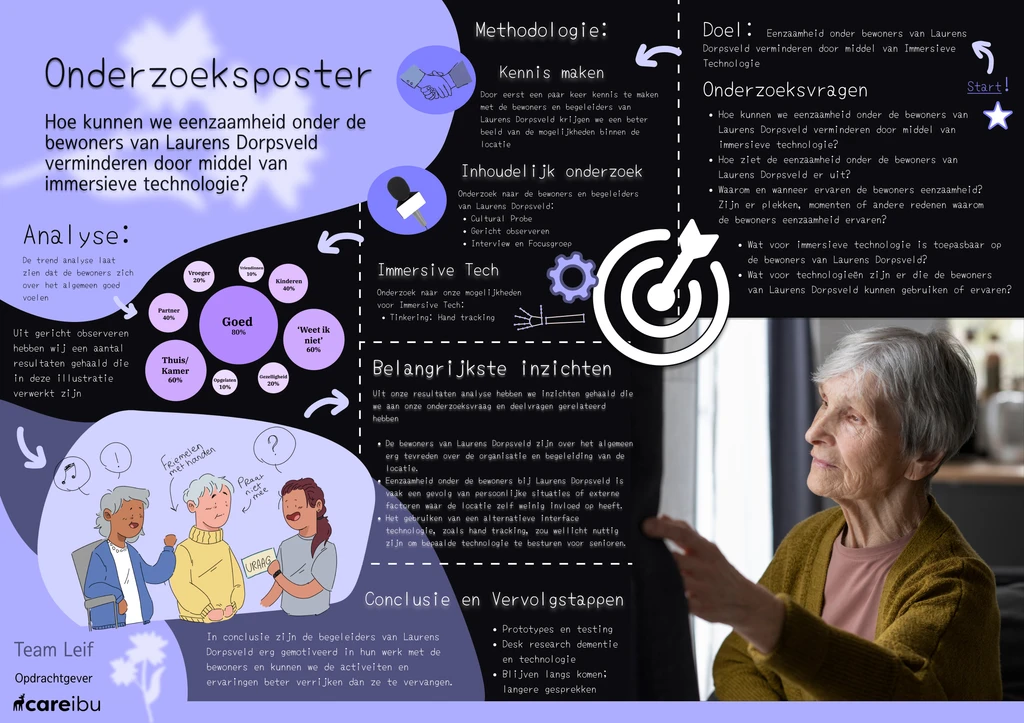 Onderzoeksposter
Hoe kunnen we eenzaamheid onder de
bewoners van Laurens Dorpsveld
verminderen door middel van
immersieve technologie?
Doel: Eenzaamheid onder bewoners van Laurens
Dorpsveld verminderen door middel van Immersieve
Technologie
Start!
Onderzoeksvragen
• Hoe kunnen we eenzaamheid onder de bewoners van
Laurens Dorpsveld verminderen door middel van
immersieve technologie?
• Hoe ziet de eenzaamheid onder de bewoners van
Laurens Dorpsveld er uit?
• Waarom en wanneer ervaren de bewoners eenzaamheid?
Zijn er plekken, momenten of andere redenen waarom
de bewoners eenzaamheid ervaren?
• Wat voor immersieve technologie is toepasbaar op
de bewoners van Laurens Dorpsveld?
• Wat voor technologieën zijn er die de bewoners
van Laurens Dorpsveld kunnen gebruiken of ervaren?
Methodologie:
Kennis maken
Door eerst een paar keer kennis te maken
met de bewoners en begeleiders van
Laurens Dorpsveld krijgen we een beter
beeld van de mogelijkheden binnen de
locatie
Inhoudelijk onderzoek
Onderzoek naar de bewoners en begeleiders
van Laurens Dorpsveld:
• Cultural Probe
• Gericht observeren
• Interview en Focusgroep
Immersive Tech
Onderzoek naar onze mogelijkheden
voor Immersive Tech:
• Tinkering: Hand tracking
Analyse:
De trend analyse laat
zien dat de bewoners zich
over het algemeen goed
voelen
Vroeger
20%
Vriendinnen
10%
Kinderen
40%
Partner
40%
Goed
80%
'Weet ik
niet'
60%
Thuis/
Kamer
60%
Opgelaten
10%
Gezelligheid
20%
Uit gericht observeren
hebben wij een aantal
resultaten gehaald die
in deze illustratie
verwerkt zijn
!
?
Friemelen
met handen
Praat
niet
mee
VRAAG
Belangrijkste inzichten
Uit onze resultaten analyse hebben we inzichten gehaald die
we aan onze onderzoeksvraag en deelvragen gerelateerd
hebben
• De bewoners van Laurens Dorpsveld zijn over het algemeen
erg tevreden over de organisatie en begeleiding van de
locatie.
• Eenzaamheid onder de bewoners bij Laurens Dorpsveld is
vaak een gevolg van persoonlijke situaties of externe
factoren waar de locatie zelf weinig invloed op heeft.
• Het gebruiken van een alternatieve interface
technologie, zoals hand tracking, zou wellicht nuttig
zijn om bepaalde technologie te besturen voor senioren.
Conclusie en Vervolgstappen
In conclusie zijn de begeleiders van Laurens
Dorpsveld erg gemotiveerd in hun werk met de
bewoners en kunnen we de activeiten en
ervaringen beter verrijken dan ze te vervangen.
• Prototypes en testing
• Desk research dementie
en technologie
• Blijven langs komen;
langere gesprekken
Team Leif
Opdrachtgever
careibu